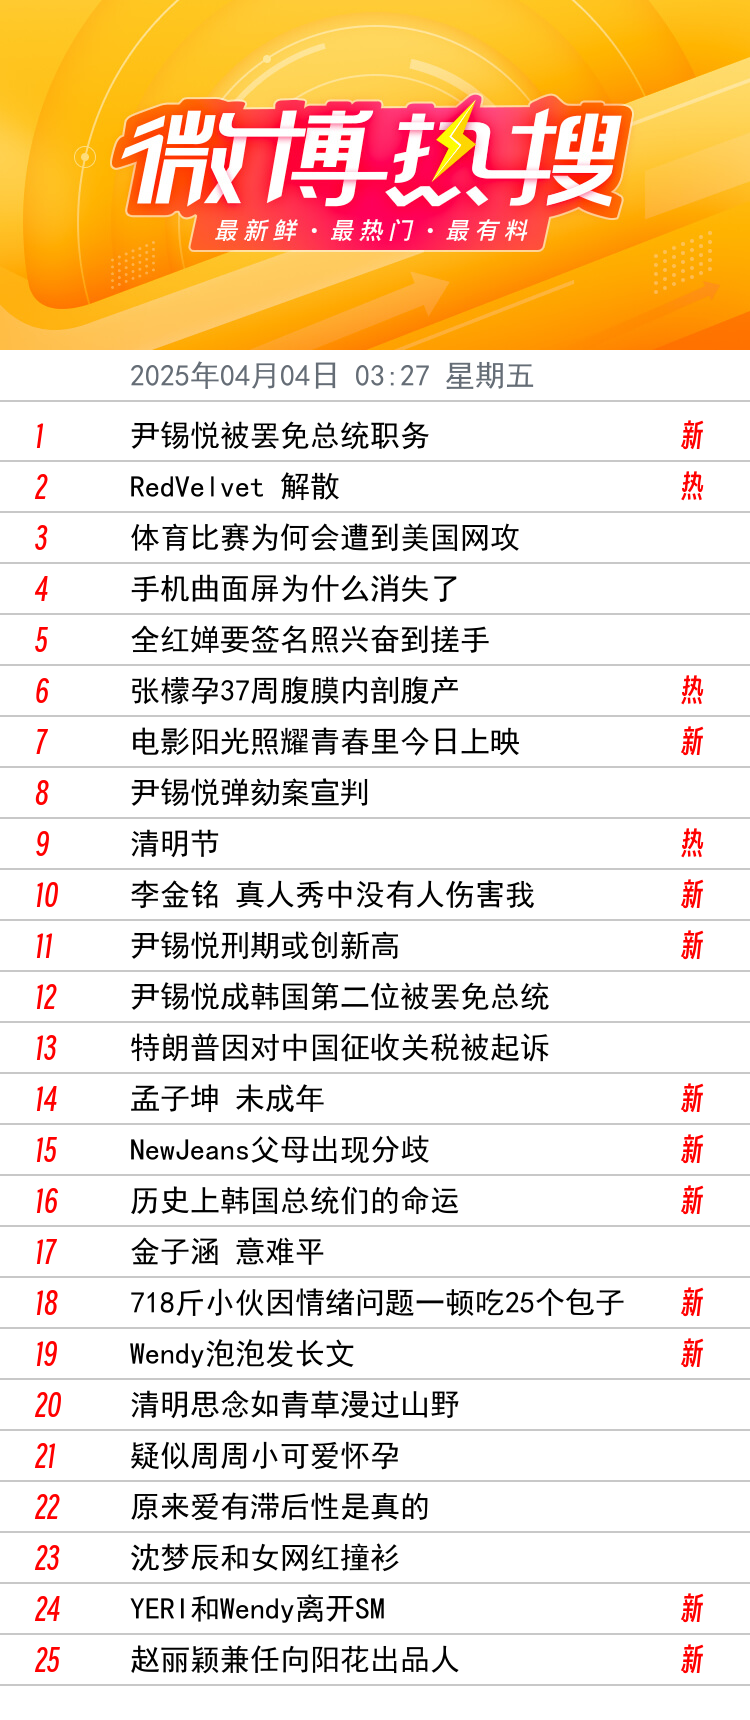 微博热搜
最新鲜·最热门·最有料
2025年04月04日 03:27 星期五
1 尹锡悦被罢免总统职务 新
2 RedVelvet 解散 热
3 体育比赛为何会遭到美国网攻
4 手机曲面屏为什么消失了
5 全红婵要签名照兴奋到搓手
6 张檬孕37周腹膜内剖腹产 热
7 电影阳光照耀青春里今日上映 新
8 尹锡悦弹劾案宣判
9 清明节 热
10 李金铭 真人秀中没有人伤害我 新
11 尹锡悦刑期或创新高 新
12 尹锡悦成韩国第二位被罢免总统
13 特朗普因对中国征收关税被起诉
14 孟子坤 未成年 新
15 NewJeans父母出现分歧 新
16 历史上韩国总统们的命运 新
17 金子涵 意难平
18 718斤小伙因情绪问题一顿吃25个包子 新
19 Wendy泡泡发长文 新
20 清明思念如青草漫过山野
21 疑似周周小可爱怀孕
22 原来爱有滞后性是真的
23 沈梦辰和女网红撞衫
24 YERI和Wendy离开SM 新
25 赵丽颖兼任向阳花出品人 新